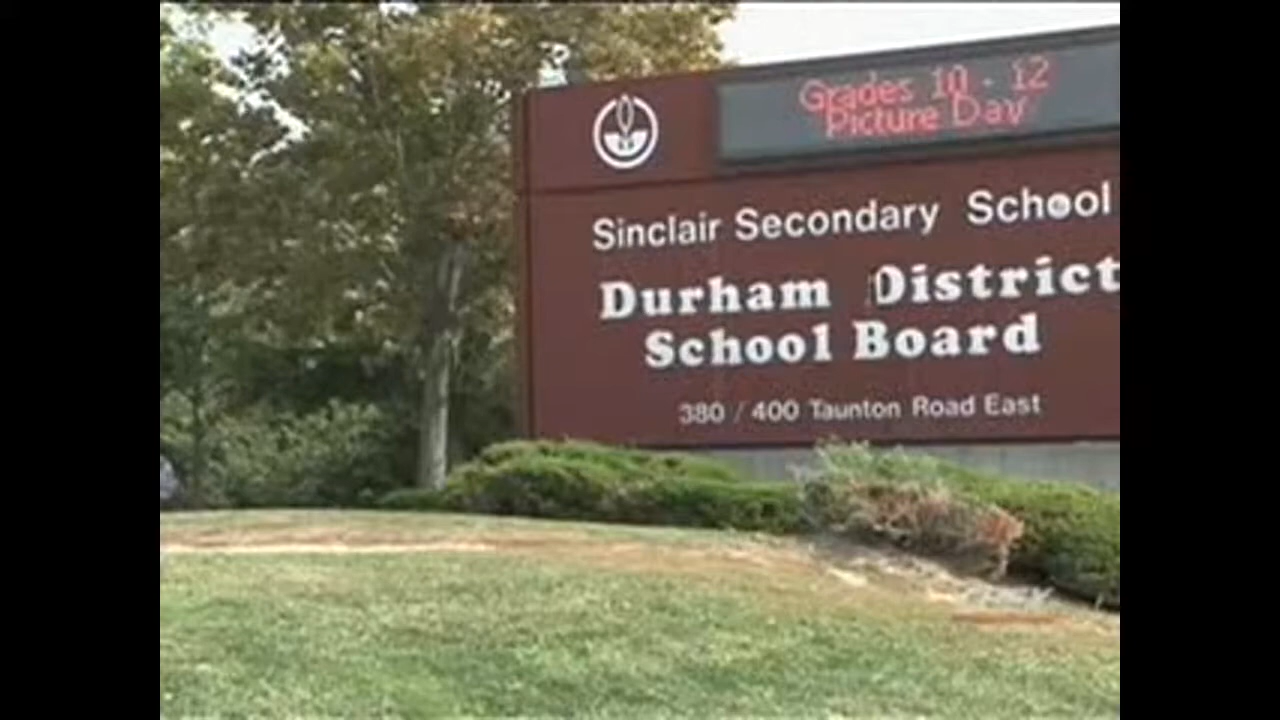 Grades 10 - 12
Picture Day
Sinclair Secondary School
Durham District
School Board
380 / 400 Taunton Road East